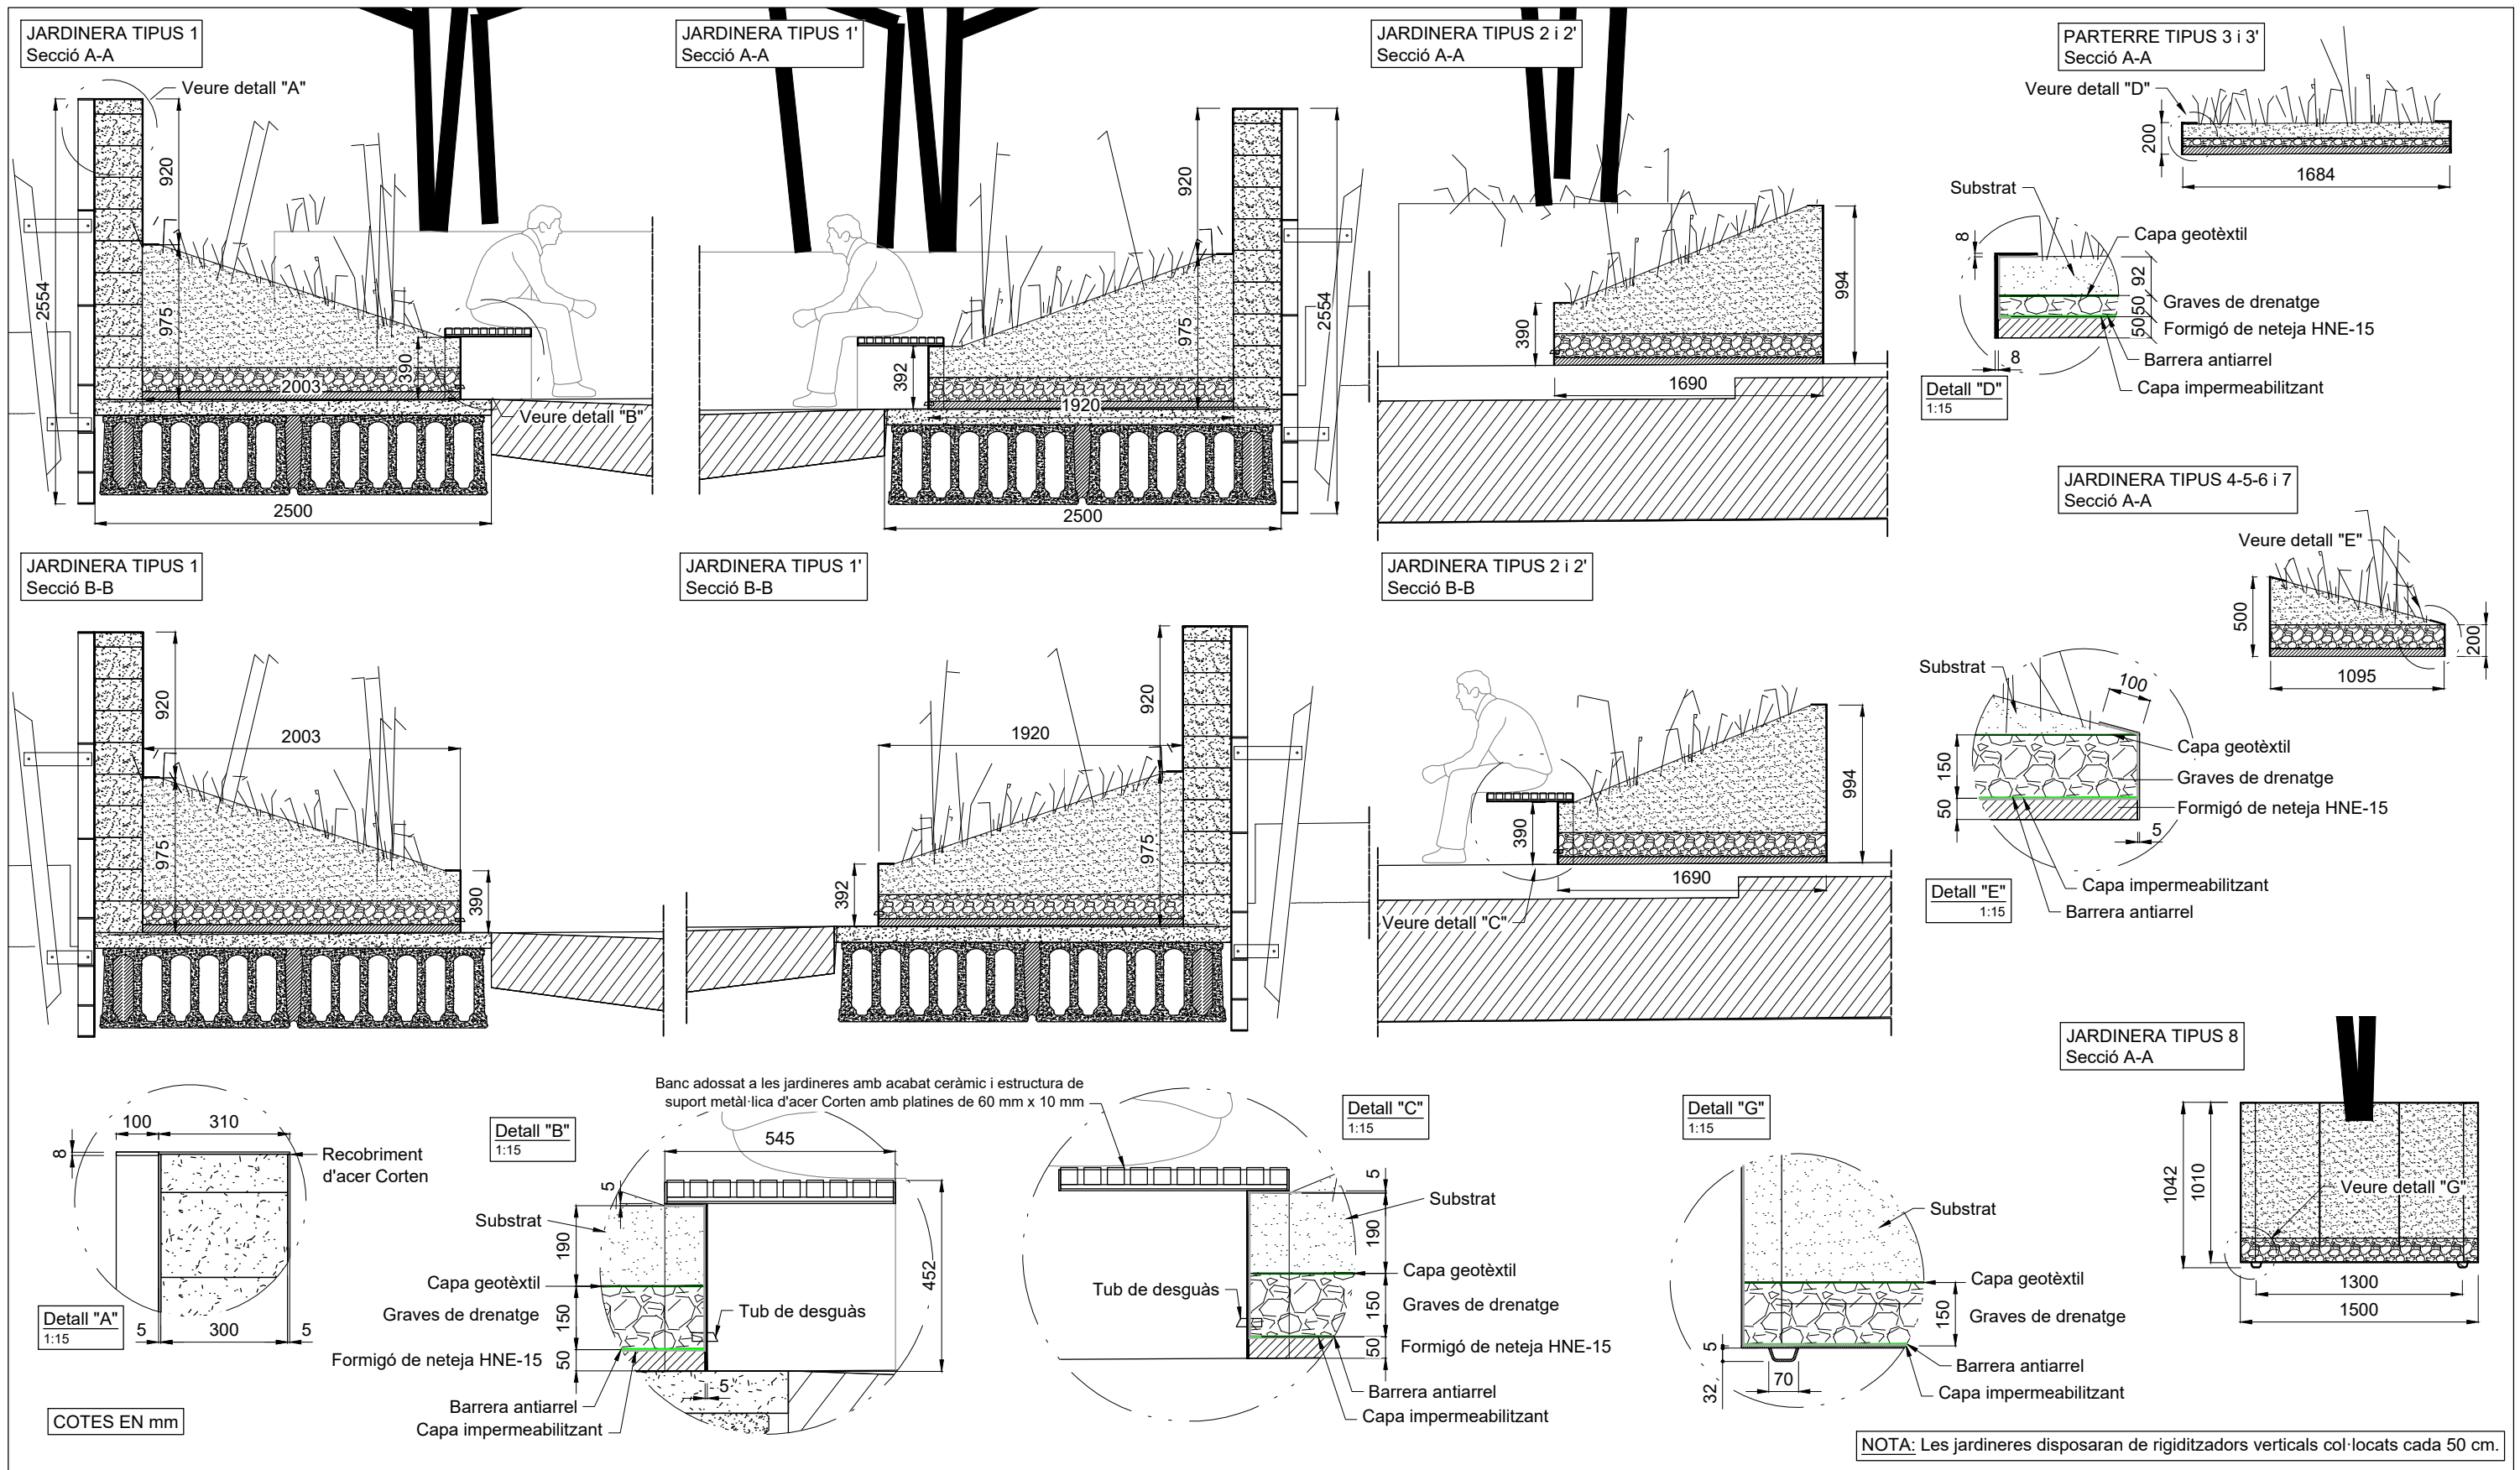 JARDINERA TIPUS 1
Secció A-A
Veure detall "A"
920
2554
975
2003
390
Veure detall "B"
2500
JARDINERA TIPUS 1'
Secció A-A
920
2554
975
392
1920
2500
JARDINERA TIPUS 2 i 2'
Secció A-A
390
994
1690
PARTERRE TIPUS 3 i 3'
Secció A-A
Veure detall "D"
200
1684
Substrat
8
Capa geotèxtil
92
50
50
Graves de drenatge
Formigó de neteja HNE-15
Barrera antiarrel
8
Capa impermeabilitzant
Detall "D"
1:15
JARDINERA TIPUS 4-5-6 i 7
Secció A-A
Veure detall "E"
500
200
1095
Substrat
100
Capa geotèxtil
150
Graves de drenatge
50
Formigó de neteja HNE-15
5
Capa impermeabilitzant
Barrera antiarrel
Detall "E"
1:15
JARDINERA TIPUS 1
Secció B-B
920
2003
975
390
JARDINERA TIPUS 1'
Secció B-B
920
1920
975
392
JARDINERA TIPUS 2 i 2'
Secció B-B
390
994
1690
Veure detall "C"
JARDINERA TIPUS 8
Secció A-A
1042
1010
Veure detall "G"
1300
1500
100
310
8
Recobriment
d'acer Corten
Detall "A"
1:15
5
300
5
COTES EN mm
Banc adossat a les jardineres amb acabat ceràmic i estructura de
suport metàl·lica d'acer Corten amb platines de 60 mm x 10 mm
Detall "B"
1:15
545
5
Substrat
190
452
Capa geotèxtil
Graves de drenatge
150
Tub de desguàs
Formigó de neteja HNE-15
50
5
Barrera antiarrel
Capa impermeabilitzant
Detall "C"
1:15
5
Substrat
190
Capa geotèxtil
Tub de desguàs
150
Graves de drenatge
50
Formigó de neteja HNE-15
Barrera antiarrel
Capa impermeabilitzant
Detall "G"
1:15
Substrat
Capa geotèxtil
150
Graves de drenatge
5
Barrera antiarrel
32
70
Capa impermeabilitzant
NOTA: Les jardineres disposaran de rigiditzadors verticals col·locats cada 50 cm.